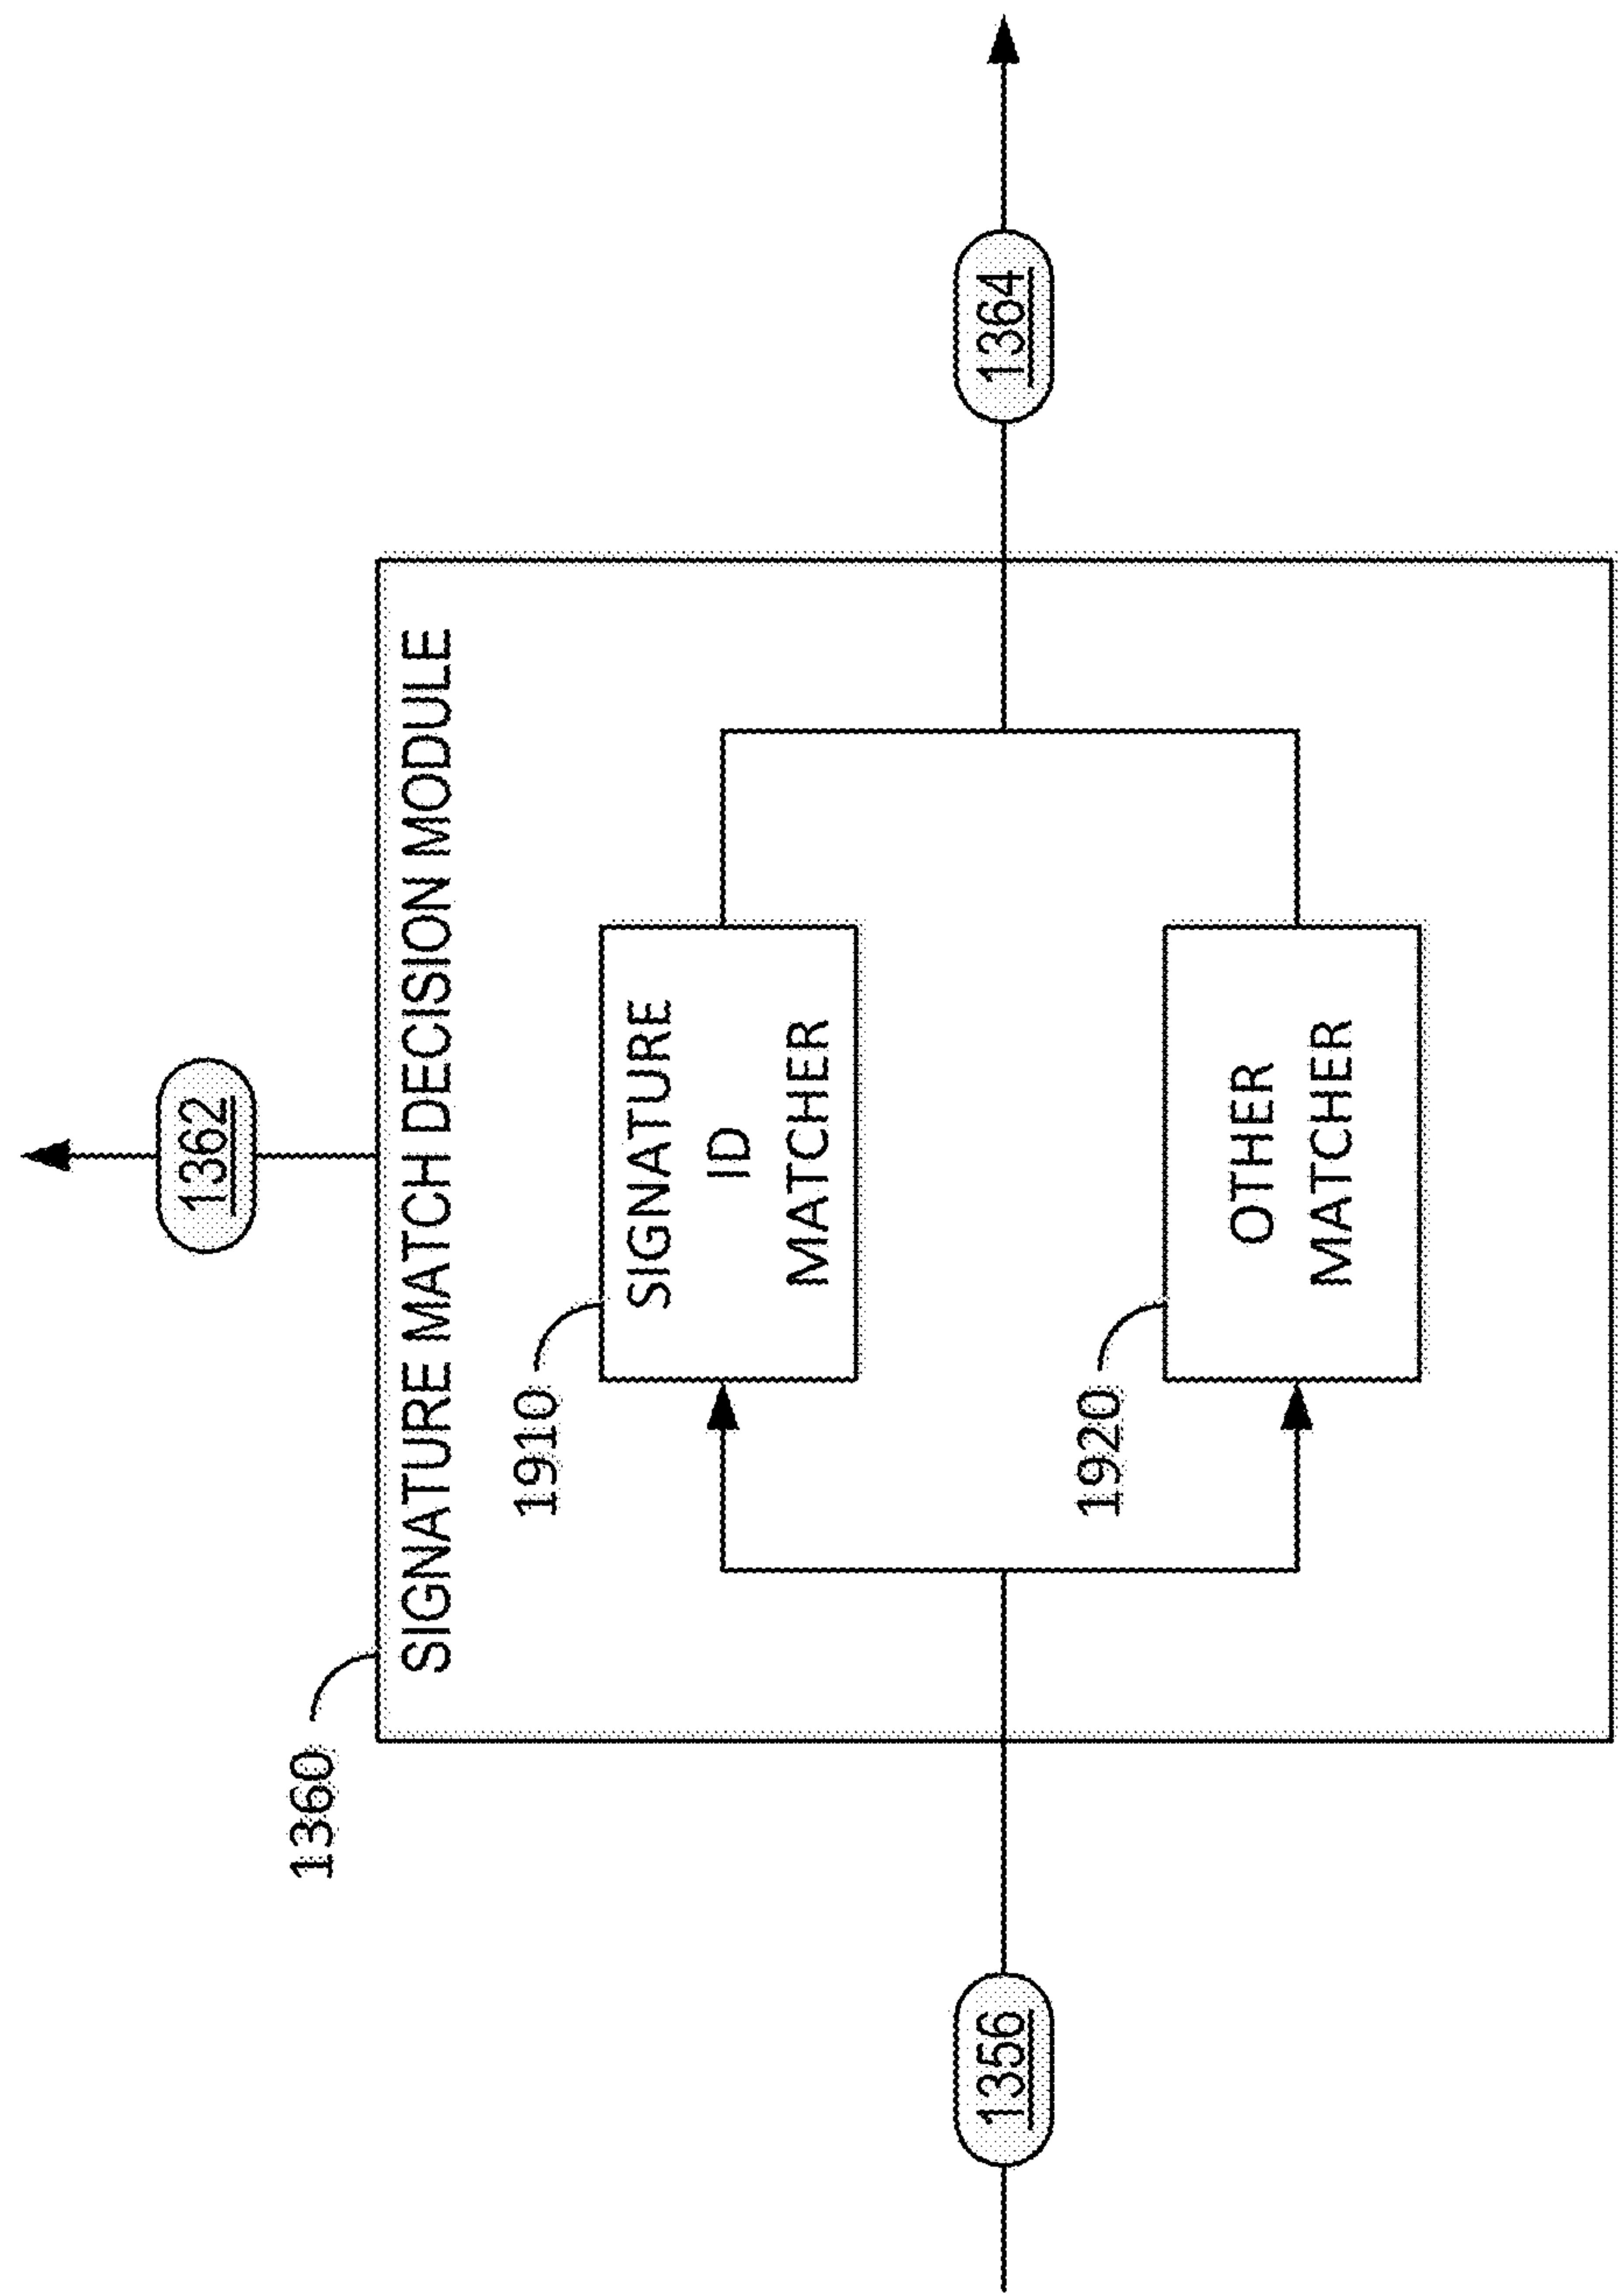 1362
1360
SIGNATURE MATCH DECISION MODULE
1910
SIGNATURE
ID
MATCHER
1356
1364
1920
OTHER
MATCHER